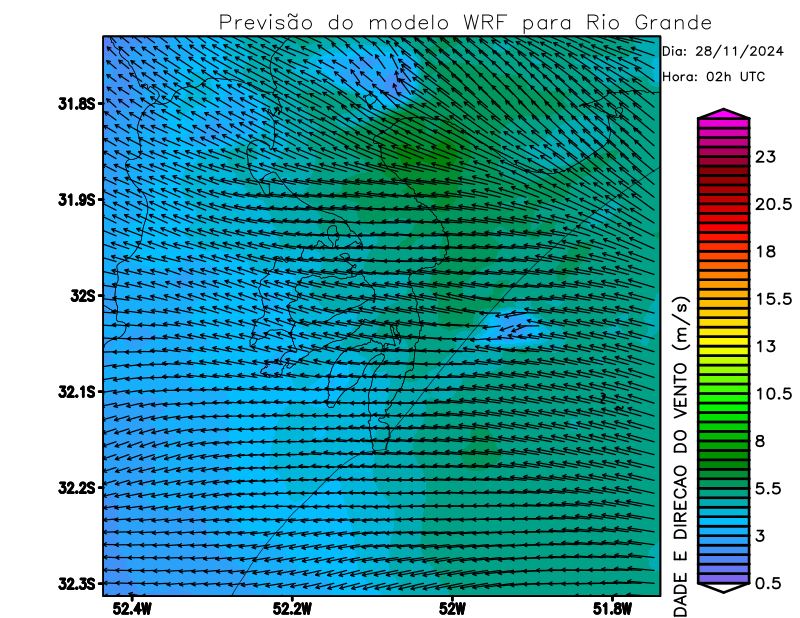 Previsão do modelo WRF para Rio Grande
Dia: 28/11/2024
Hora: 02h UTC
31.8S
31.9S
32S
32.1S
32.2S
32.3S
52.4W
52.2W
52W
51.8W
23
20.5
18
15.5
13
10.5
8
5.5
3
0.5
DADE E DIRECAO DO VENTO (m/s)